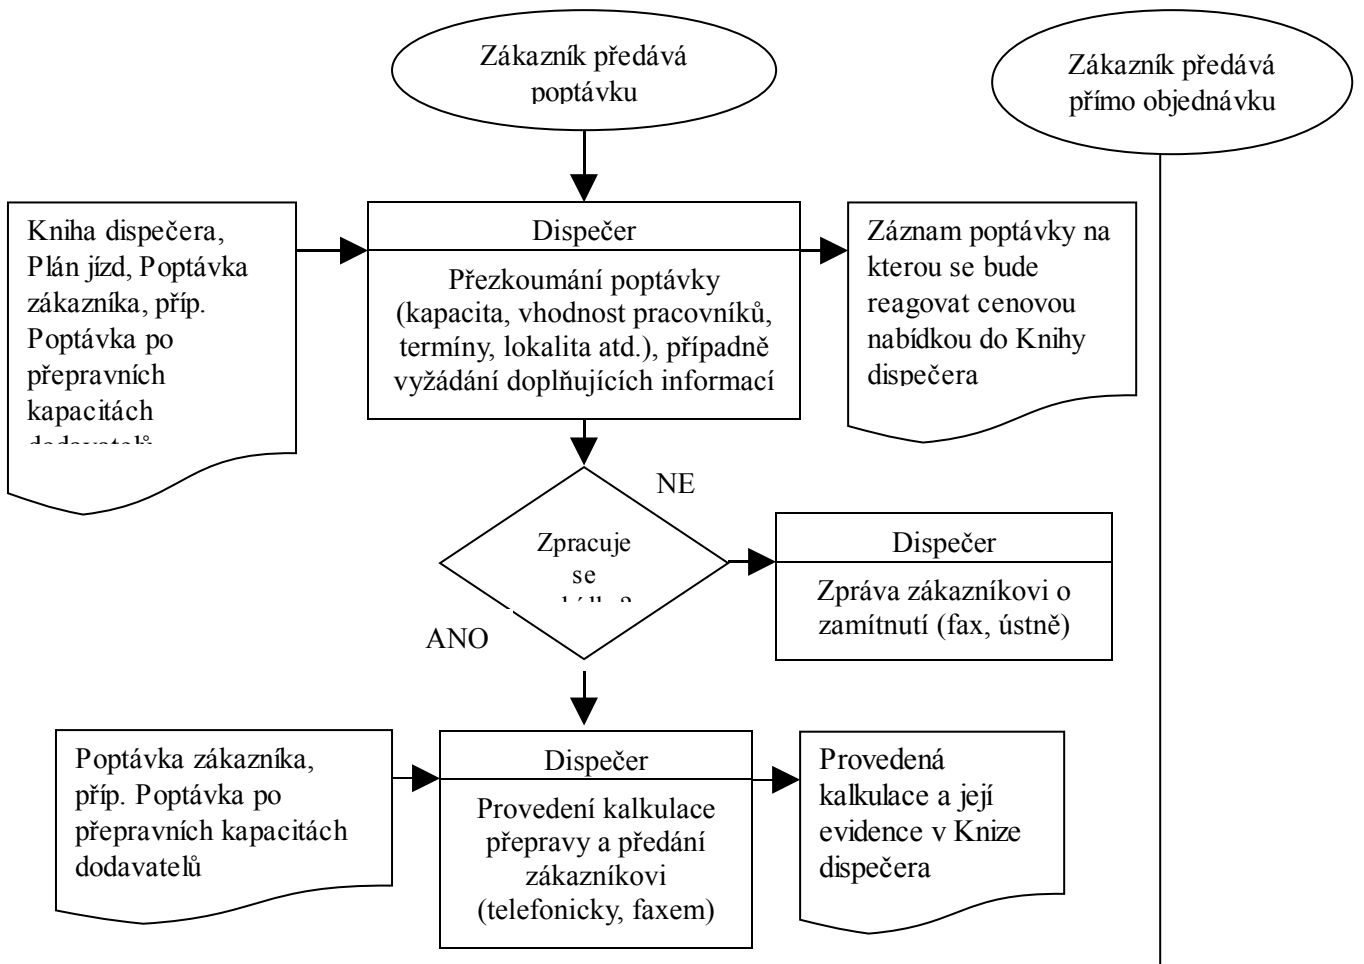 Zákazník předává
poptávku
Zákazník předává
přímo objednávku
Kniha dispečera,
Plán jízd, Poptávka
zákazníka, příp.
Poptávka po
přepravních
kapacitách
Dispečer
Přezkoumání poptávky
(kapacita, vhodnost pracovníků,
termíny, lokalita atd.), případně
vyžádání doplňujících informací
Záznam poptávky na
kterou se bude
reagovat cenovou
nabídkou do Knihy
dispečera
NE
Zpracuje
se
ANO
Dispečer
Zpráva zákazníkovi o
zamítnutí (fax, ústně)
Poptávka zákazníka,
příp. Poptávka po
přepravních kapacitách
dodavatelů
Dispečer
Provedení kalkulace
přepravy a předání
zákazníkovi
(telefonicky, faxem)
Provedená
kalkulace a její
evidence v Knize
dispečera